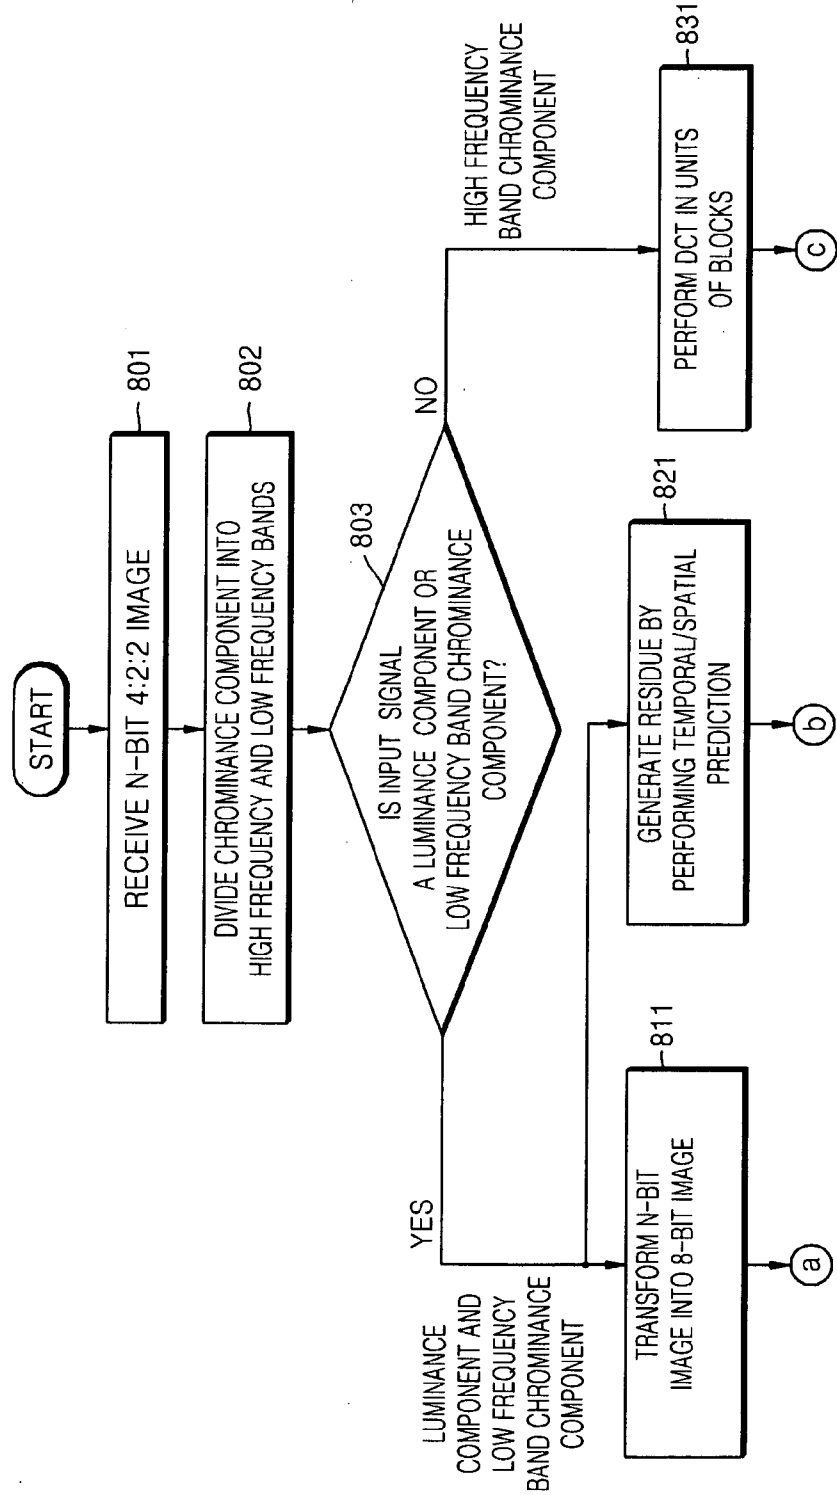 START
RECEIVE N-BIT 4:2:2 IMAGE
801
DIVIDE CHROMINANCE COMPONENT INTO
HIGH FREQUENCY AND LOW FREQUENCY BANDS
802
IS INPUT SIGNAL
A LUMINANCE COMPONENT OR
LOW FREQUENCY BAND CHROMINANCE
COMPONENT?
803
YES
NO
LUMINANCE
COMPONENT AND
LOW FREQUENCY
BAND CHROMINANCE
COMPONENT
HIGH FREQUENCY
BAND CHROMINANCE
COMPONENT
TRANSFORM N-BIT
IMAGE INTO 8-BIT IMAGE
811
GENERATE RESIDUE BY
PERFORMING TEMPORAL/SPATIAL
PREDICTION
821
PERFORM DCT IN UNITS
OF BLOCKS
831
a
b
c